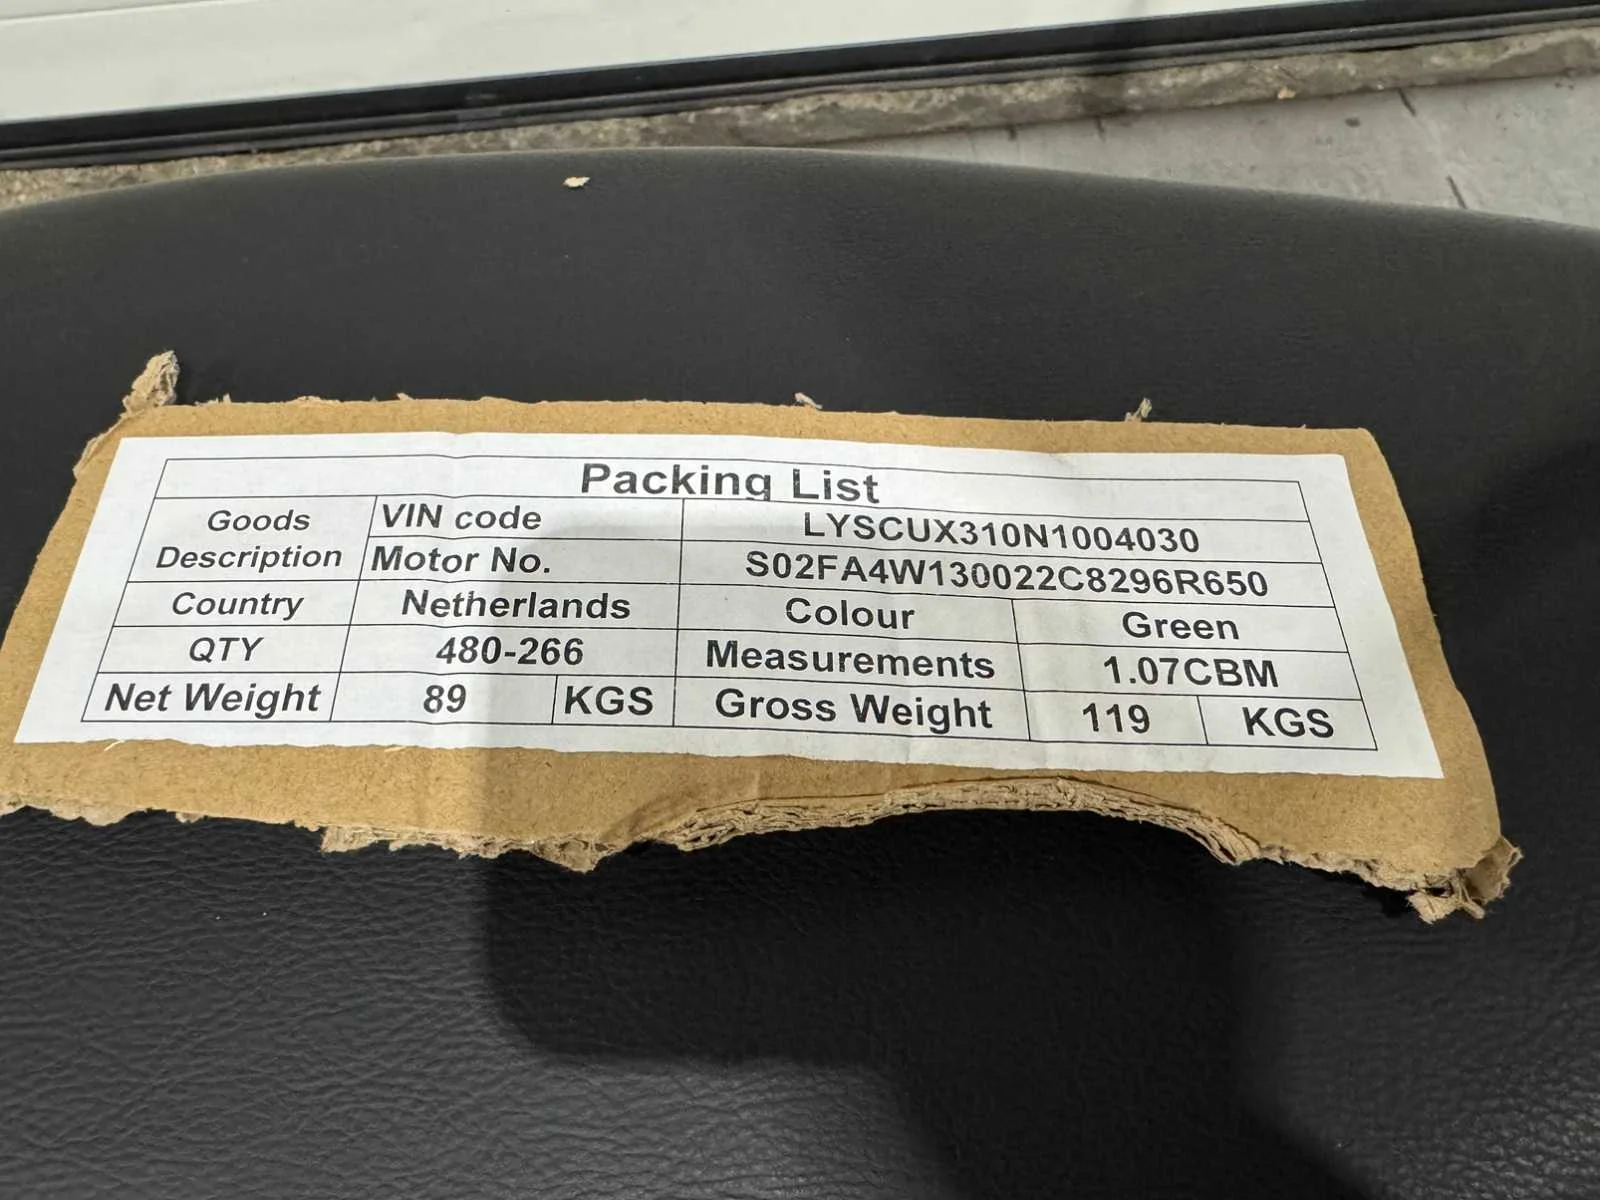 Packing List
Goods Description VIN code LYSCUX310N1004030
Motor No. S02FA4W130022C8296R650
Country Netherlands Colour Green
QTY 480-266 Measurements 1.07CBM
Net Weight 89 KGS Gross Weight 119 KGS